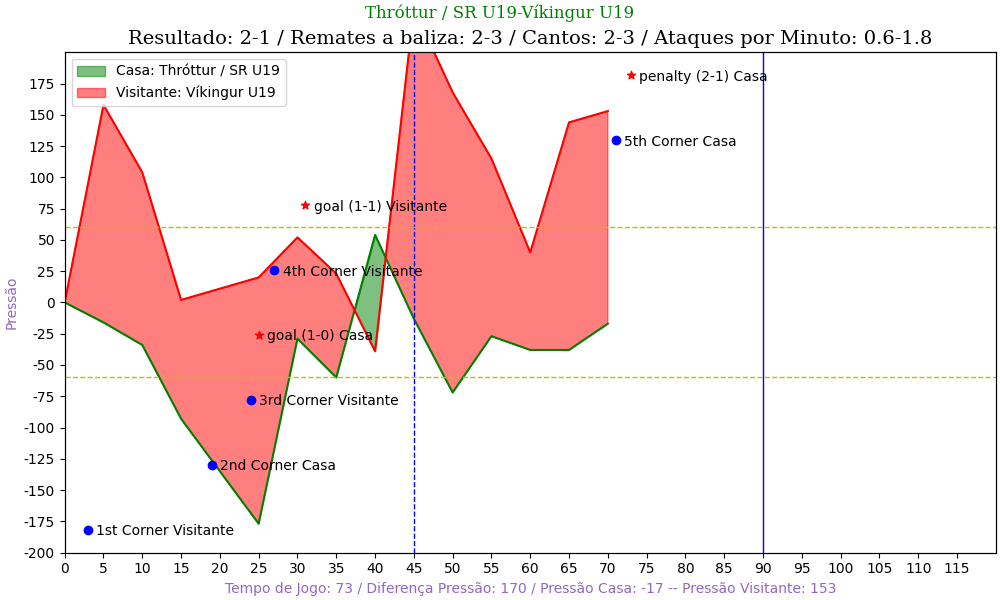 Thróttur / SR U19-Víkingur U19
Resultado: 2-1 / Remates a baliza: 2-3 / Cantos: 2-3 / Ataques por Minuto: 0.6-1.8
Casa: Thróttur / SR U19
Visitante: Víkingur U19
penalty (2-1) Casa
5th Corner Casa
goal (1-1) Visitante
4th Corner Visitante
goal (1-0) Casa
3rd Corner Visitante
2nd Corner Casa
1st Corner Visitante
Pressão
175
150
125
100
75
50
25
0
-25
-50
-75
-100
-125
-150
-175
-200
0 5 10 15 20 25 30 35 40 45 50 55 60 65 70 75 80 85 90 95 100 105 110 115
Tempo de Jogo: 73 / Diferença Pressão: 170 / Pressão Casa: -17 -- Pressão Visitante: 153